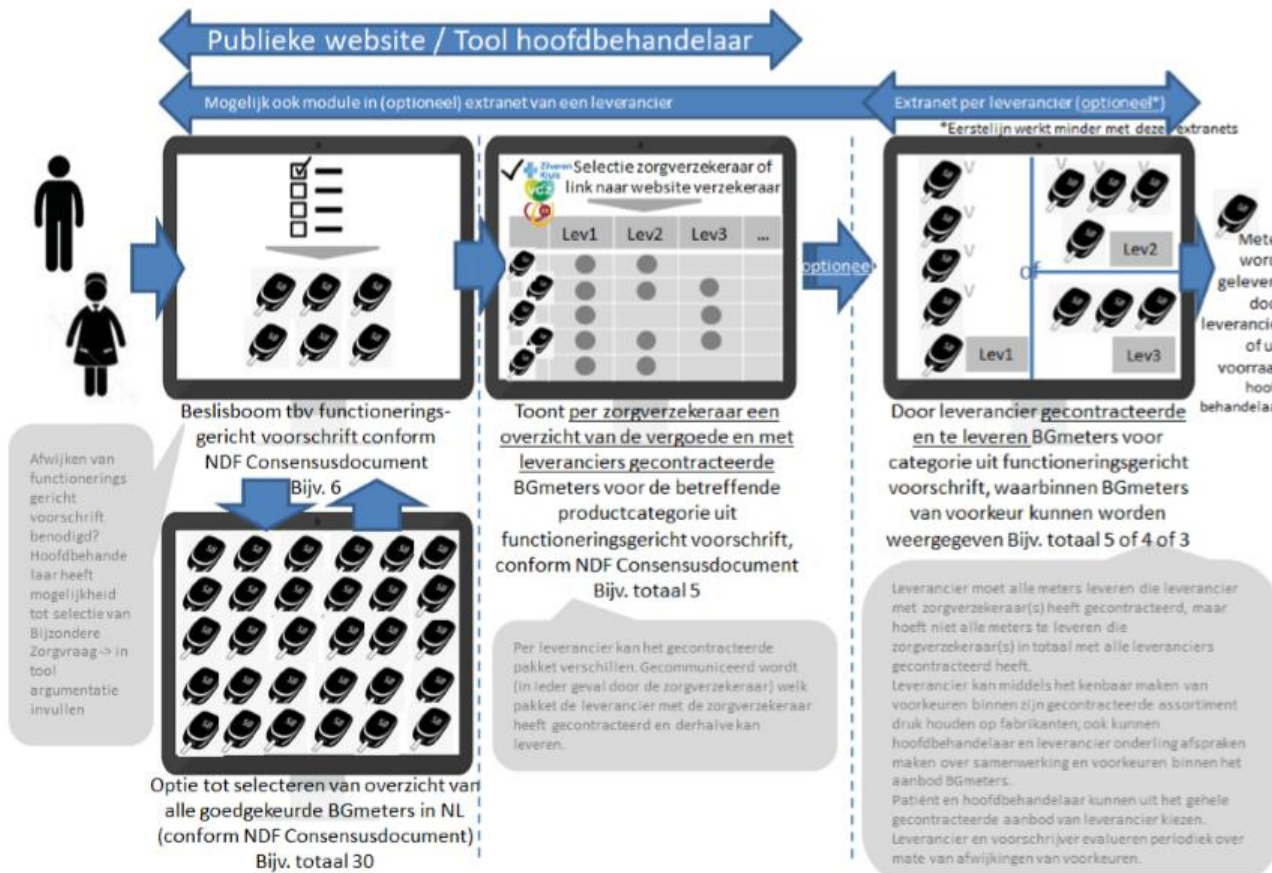 Publieke website / Tool hoofdbehandelaar
Mogelijk ook module in (optioneel) extranet van een leverancier
Extranet per leverancier (optioneel*)
*Eerstelijn werkt minder met deze extranets
Zilveren
Kruis
Selectie zorgverzekeraar of
link naar website verzekeraar
VGZ
Lev1 Lev2 Lev3 ...
optioneel
of
Lev1
Lev2
Lev3
Beslisboom tbv functionerings-
gericht voorschrift conform
NDF Consensusdocument
Bijv. 6
Afwijken van
functionerings
gericht
voorschrift
benodigd?
Hoofdbehande
laar heeft
mogelijkheid
tot selectie van
Bijzondere
Zorgvraag -> in
tool
argumentatie
invullen
Optie tot selecteren van overzicht van
alle goedgekeurde BGmeters in NL
(conform NDF Consensusdocument)
Bijv. totaal 30
Toont per zorgverzekeraar een
overzicht van de vergoede en met
leveranciers gecontracteerde
BGmeters voor de betreffende
productcategorie uit
functioneringsgericht voorschrift,
conform NDF Consensusdocument
Bijv. totaal 5
Per leverancier kan het gecontracteerde
pakket verschillen. Gecommuniceerd wordt
(in ieder geval door de zorgverzekeraar) welk
pakket de leverancier met de zorgverzekeraar
heeft gecontracteerd en derhalve kan
leveren.
Door leverancier gecontracteerde
en te leveren BGmeters voor
categorie uit functioneringsgericht
voorschrift, waarbinnen BGmeters
van voorkeur kunnen worden
weergegeven Bijv. totaal 5 of 4 of 3
Leverancier moet alle meters leveren die leverancier
met zorgverzekeraar(s) heeft gecontracteerd, maar
hoeft niet alle meters te leveren die
zorgverzekeraar(s) in totaal met alle leveranciers
gecontracteerd heeft.
Leverancier kan middels het kenbaar maken van
voorkeuren binnen zijn gecontracteerde assortiment
druk houden op fabrikanten; ook kunnen
hoofdbehandelaar en leverancier onderling afspraken
maken over samenwerking en voorkeuren binnen het
aanbod BGmeters.
Patiënt en hoofdbehandelaar kunnen uit het gehele
gecontracteerde aanbod van leverancier kiezen.
Leverancier en voorschrijver evalueren periodiek over
mate van afwijkingen van voorkeuren.
Mete
word
geleve
doo
leverancie
of u
voorraa
hoof
behandelaa